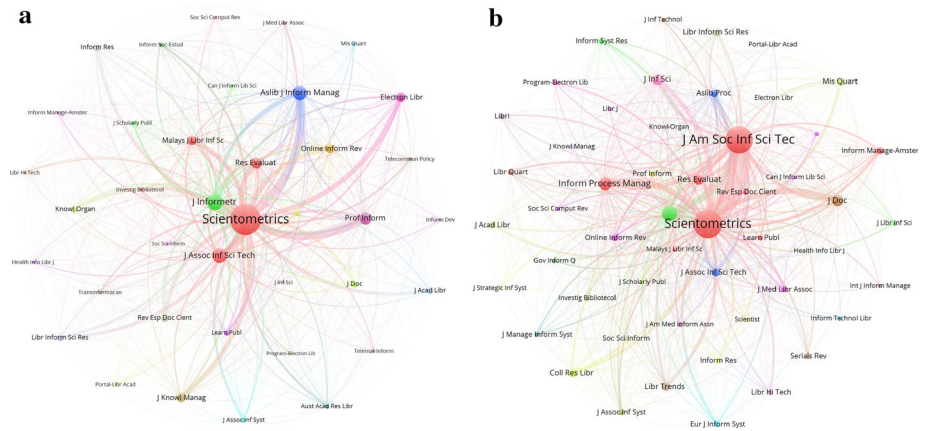 a
Soc Sci Comput Rev
J Med Libr Assoc
Inform Res
Inform Soc-Estud
Mis Quart
Can J Inform Lib Sci
Aslib J Inform Manag
Electron Libr
Inform Manage-Amster
J Scholarly Publ
Malays J Libr Inf Sc
Online Inform Rev
Res Evaluat
Telecommun Policy
Libr Hi Tech
Investig Bibliotecol
J Informetr
Knowl Organ
Scientometrics
Prof Inform
Inform Dev
Soc Sci Inform
J Assoc Inf Sci Tech
Health Info Libr J
J Inf Sci
J Doc
Transinformacao
J Acad Libr
Rev Esp Doc Cient
Learn Publ
Libr Inform Sci Res
Program-Electron Lib
Telemat Inform
Portal-Libr Acad
J Knowl Manag
Aust Acad Res Libr
J Assoc Inf Syst
b
J Inf Technol
Libr Inform Sci Res
Inform Syst Res
Portal-Libr Acad
Program-Electron Lib
J Inf Sci
Mis Quart
Aslib Proc
Electron Libr
Libri
Libr J
Knowl Organ
J Am Soc Inf Sci Tec
J Knowl Manag
Inform Manage-Amster
Libr Quart
Prof Inform
Res Evaluat
Can J Inform Lib Sci
Inform Process Manag
Rev Esp Doc Cient
J Doc
Soc Sci Comput Rev
Scientometrics
J Acad Libr
J Libr Inf Sci
Online Inform Rev
Learn Publ
Malays J Libr Inf Sc
Health Info Libr J
Gov Inform Q
J Assoc Inf Sci Tech
J Strategic Inf Syst
J Scholarly Publ
J Med Libr Assoc
Int J Inform Manage
Investig Bibliotecol
J Manage Inform Syst
J Am Med Inform Assn
Scientist
Inform Technol Libr
Soc Sci Inform
Serials Rev
Inform Res
Coll Res Libr
Libr Trends
Libr Hi Tech
J Assoc Inf Syst
Eur J Inform Syst